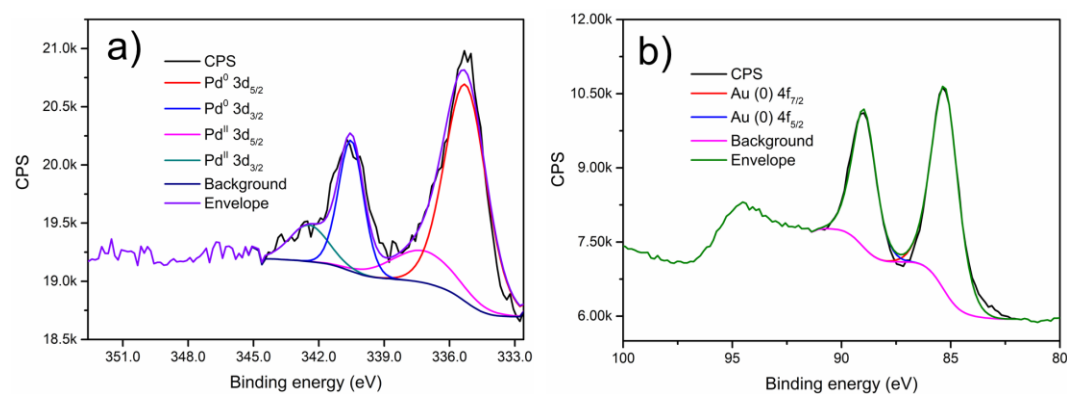 a)
CPS
Pd⁰ 3d₅/₂
Pd⁰ 3d₃/₂
Pdᴵᴵ 3d₅/₂
Pdᴵᴵ 3d₃/₂
Background
Envelope
21.0k
20.5k
20.0k
19.5k
19.0k
18.5k
CPS
351.0 348.0 345.0 342.0 339.0 336.0 333.0
Binding energy (eV)
b)
CPS
Au (0) 4f₇/₂
Au (0) 4f₅/₂
Background
Envelope
12.00k
10.50k
9.00k
7.50k
6.00k
CPS
100 95 90 85 80
Binding energy (eV)